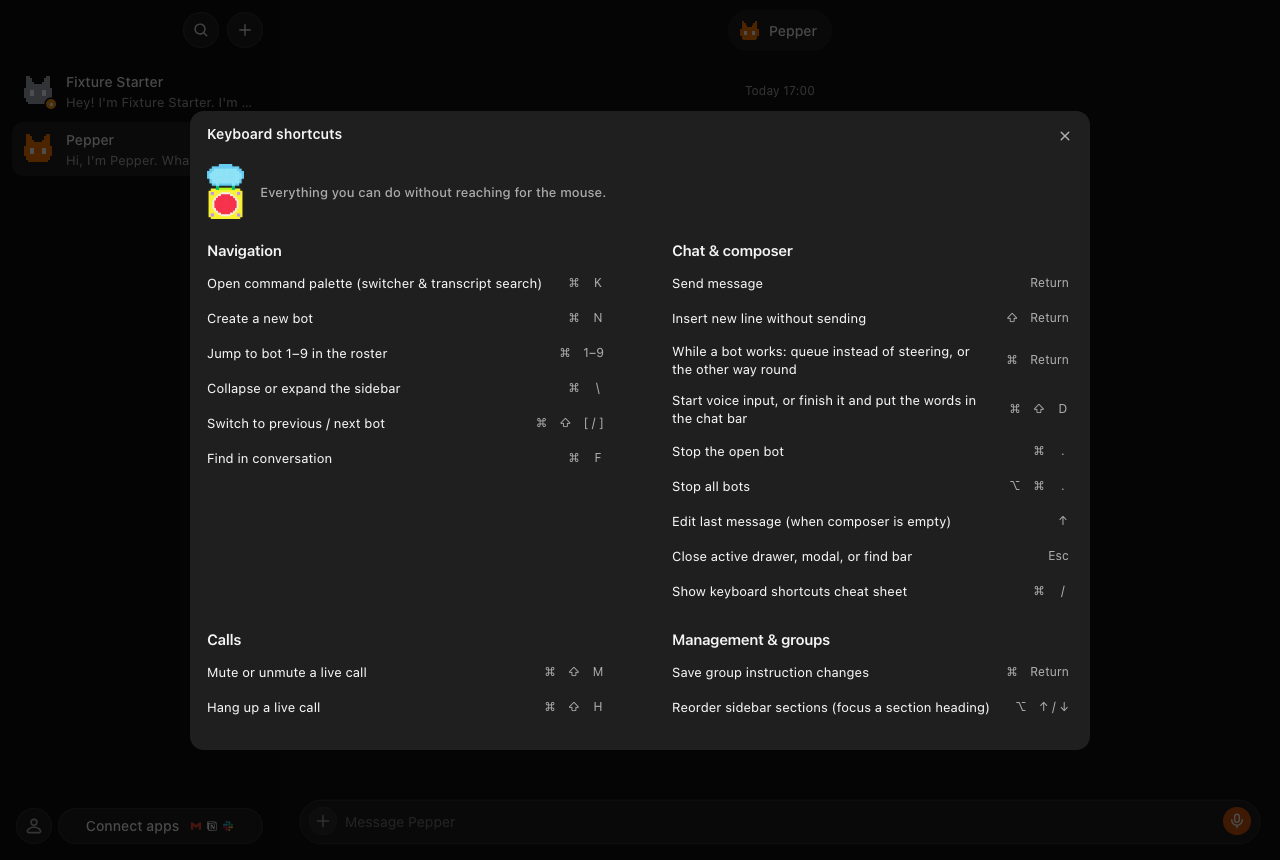 Pepper
Fixture Starter
Hey! I'm Fixture Starter. I'm ...
Today 17:00
Pepper
Hi, I'm Pepper. Wha
Keyboard shortcuts
Everything you can do without reaching for the mouse.
Navigation
Open command palette (switcher & transcript search) ⌘ K
Create a new bot ⌘ N
Jump to bot 1–9 in the roster ⌘ 1–9
Collapse or expand the sidebar ⌘ \
Switch to previous / next bot ⌘ ⇧ [ / ]
Find in conversation ⌘ F
Chat & composer
Send message Return
Insert new line without sending ⇧ Return
While a bot works: queue instead of steering, or
the other way round ⌘ Return
Start voice input, or finish it and put the words in
the chat bar ⌘ ⇧ D
Stop the open bot ⌘ .
Stop all bots ⌥ ⌘ .
Edit last message (when composer is empty) ↑
Close active drawer, modal, or find bar Esc
Show keyboard shortcuts cheat sheet ⌘ /
Calls
Mute or unmute a live call ⌘ ⇧ M
Hang up a live call ⌘ ⇧ H
Management & groups
Save group instruction changes ⌘ Return
Reorder sidebar sections (focus a section heading) ⌥ ↑ / ↓
Connect apps
Message Pepper